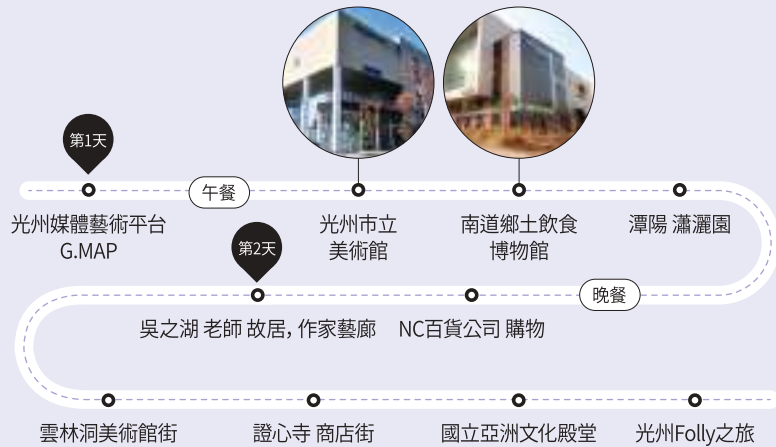 第1天
午餐
光州媒體藝術平台
G.MAP
光州市立
美術館
南道鄉土飲食
博物館
潭陽 瀟灑園
晚餐
NC百貨公司 購物
第2天
吳之湖 老師 故居, 作家藝廊
雲林洞美術館街
證心寺 商店街
國立亞洲文化殿堂
光州Folly之旅